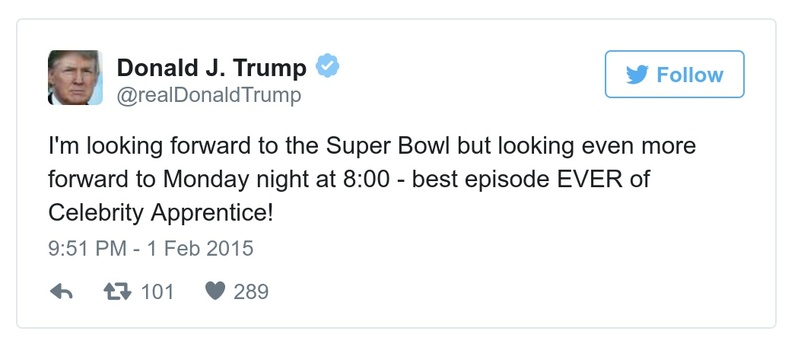 Donald J. Trump
@realDonaldTrump
Follow
I'm looking forward to the Super Bowl but looking even more
forward to Monday night at 8:00 - best episode EVER of
Celebrity Apprentice!
9:51 PM - 1 Feb 2015
101 289